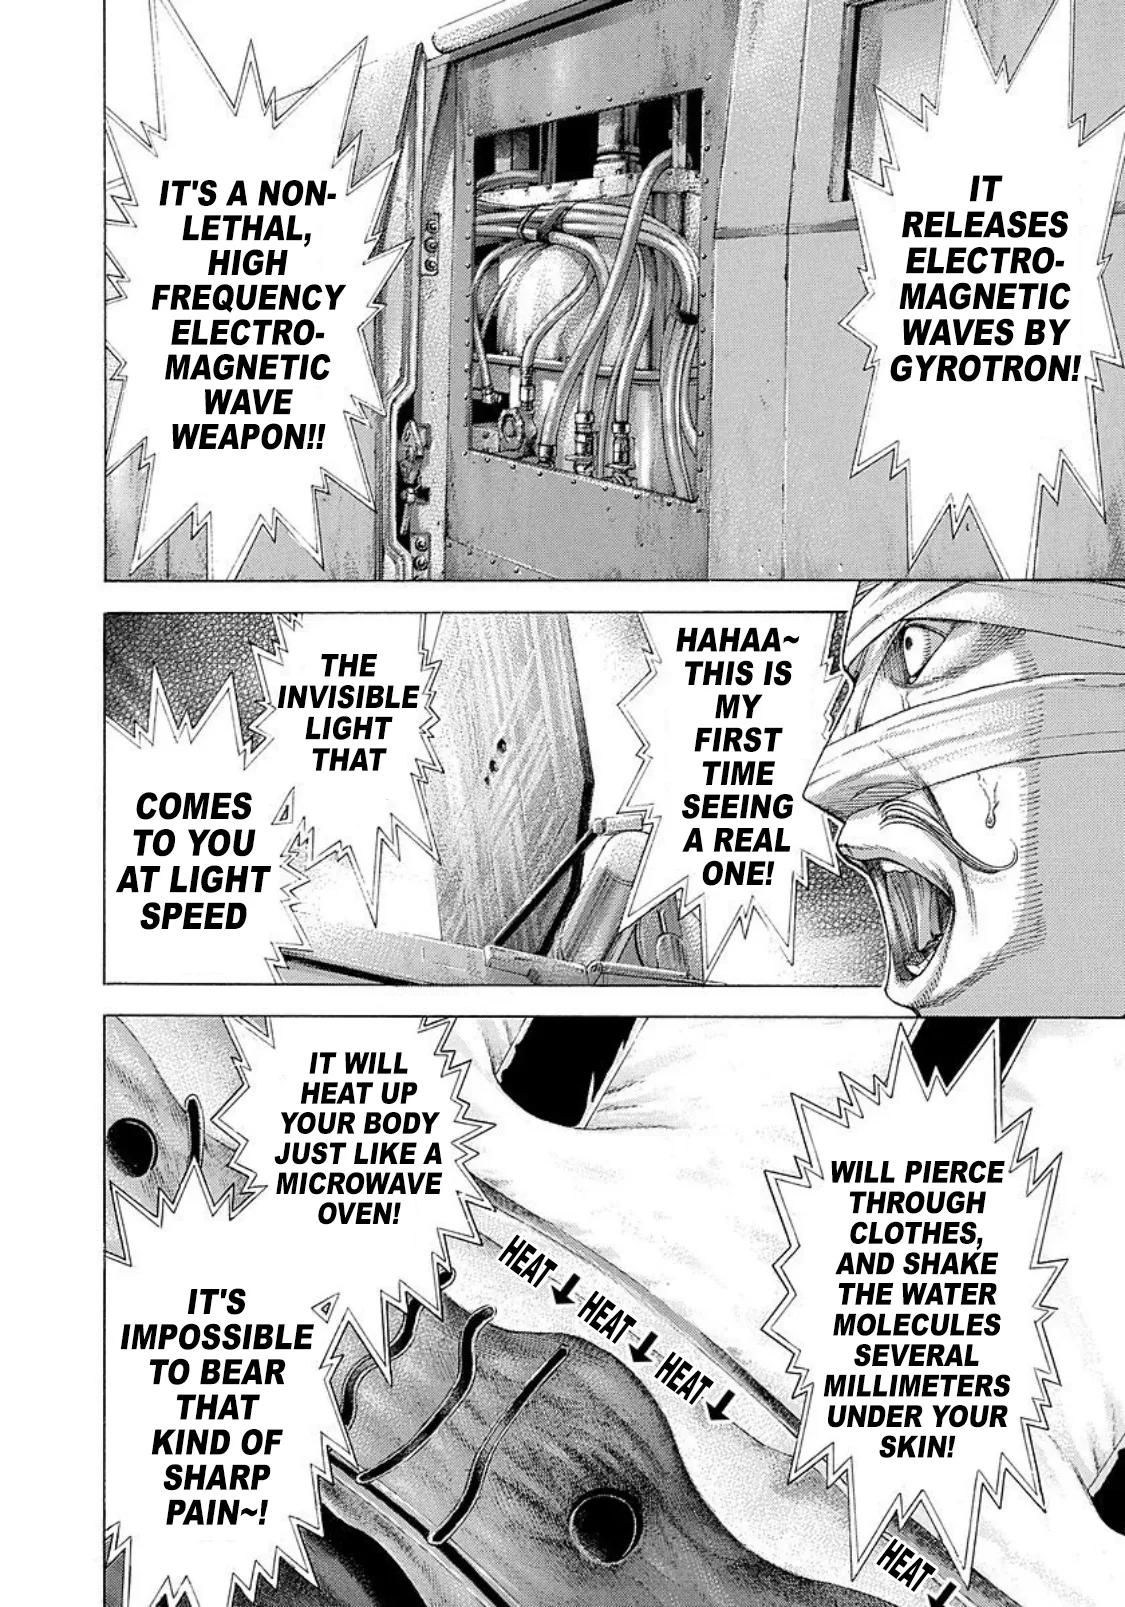 IT
RELEASES
ELECTRO-
MAGNETIC
WAVES BY
GYROTRON!
IT'S A NON-
LETHAL,
HIGH
FREQUENCY
ELECTRO-
MAGNETIC
WAVE
WEAPON!!
HAHAA~
THIS IS
MY
FIRST
TIME
SEEING
A REAL
ONE!
THE
INVISIBLE
LIGHT
THAT
COMES
TO YOU
AT LIGHT
SPEED
WILL PIERCE
THROUGH
CLOTHES,
AND SHAKE
THE WATER
MOLECULES
SEVERAL
MILLIMETERS
UNDER YOUR
SKIN!
IT WILL
HEAT UP
YOUR BODY
JUST LIKE A
MICROWAVE
OVEN!
IT'S
IMPOSSIBLE
TO BEAR
THAT
KIND OF
SHARP
PAIN~!
HEAT↓HEAT↓HEAT↓
HEAT↓